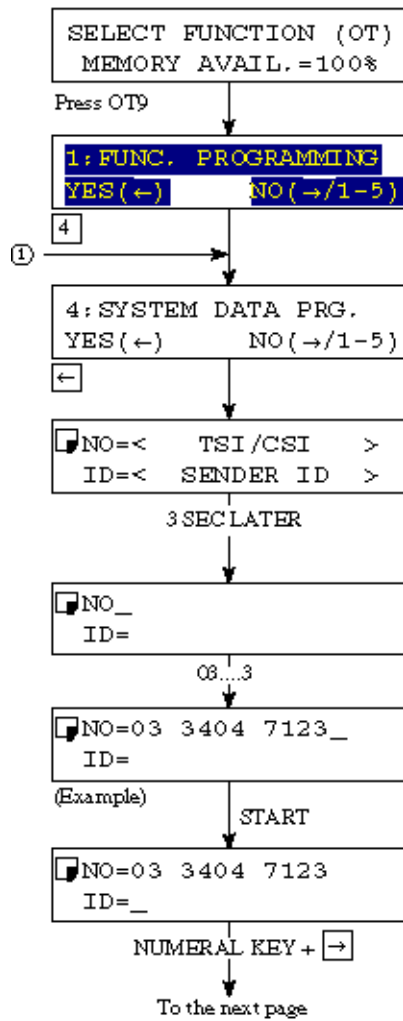 SELECT FUNCTION (OT)
MEMORY AVAIL.=100%
Press OT9
1:FUNC. PROGRAMMING
YES(←) NO(→/1-5)
4
1
4:SYSTEM DATA PRG.
YES(←) NO(→/1-5)
←
NO=< TSI/CSI >
ID=< SENDER ID >
3 SEC LATER
NO_
ID=
03....3
NO=03 3404 7123_
ID=
(Example)
START
NO=03 3404 7123
ID=_
NUMERAL KEY + →
To the next page